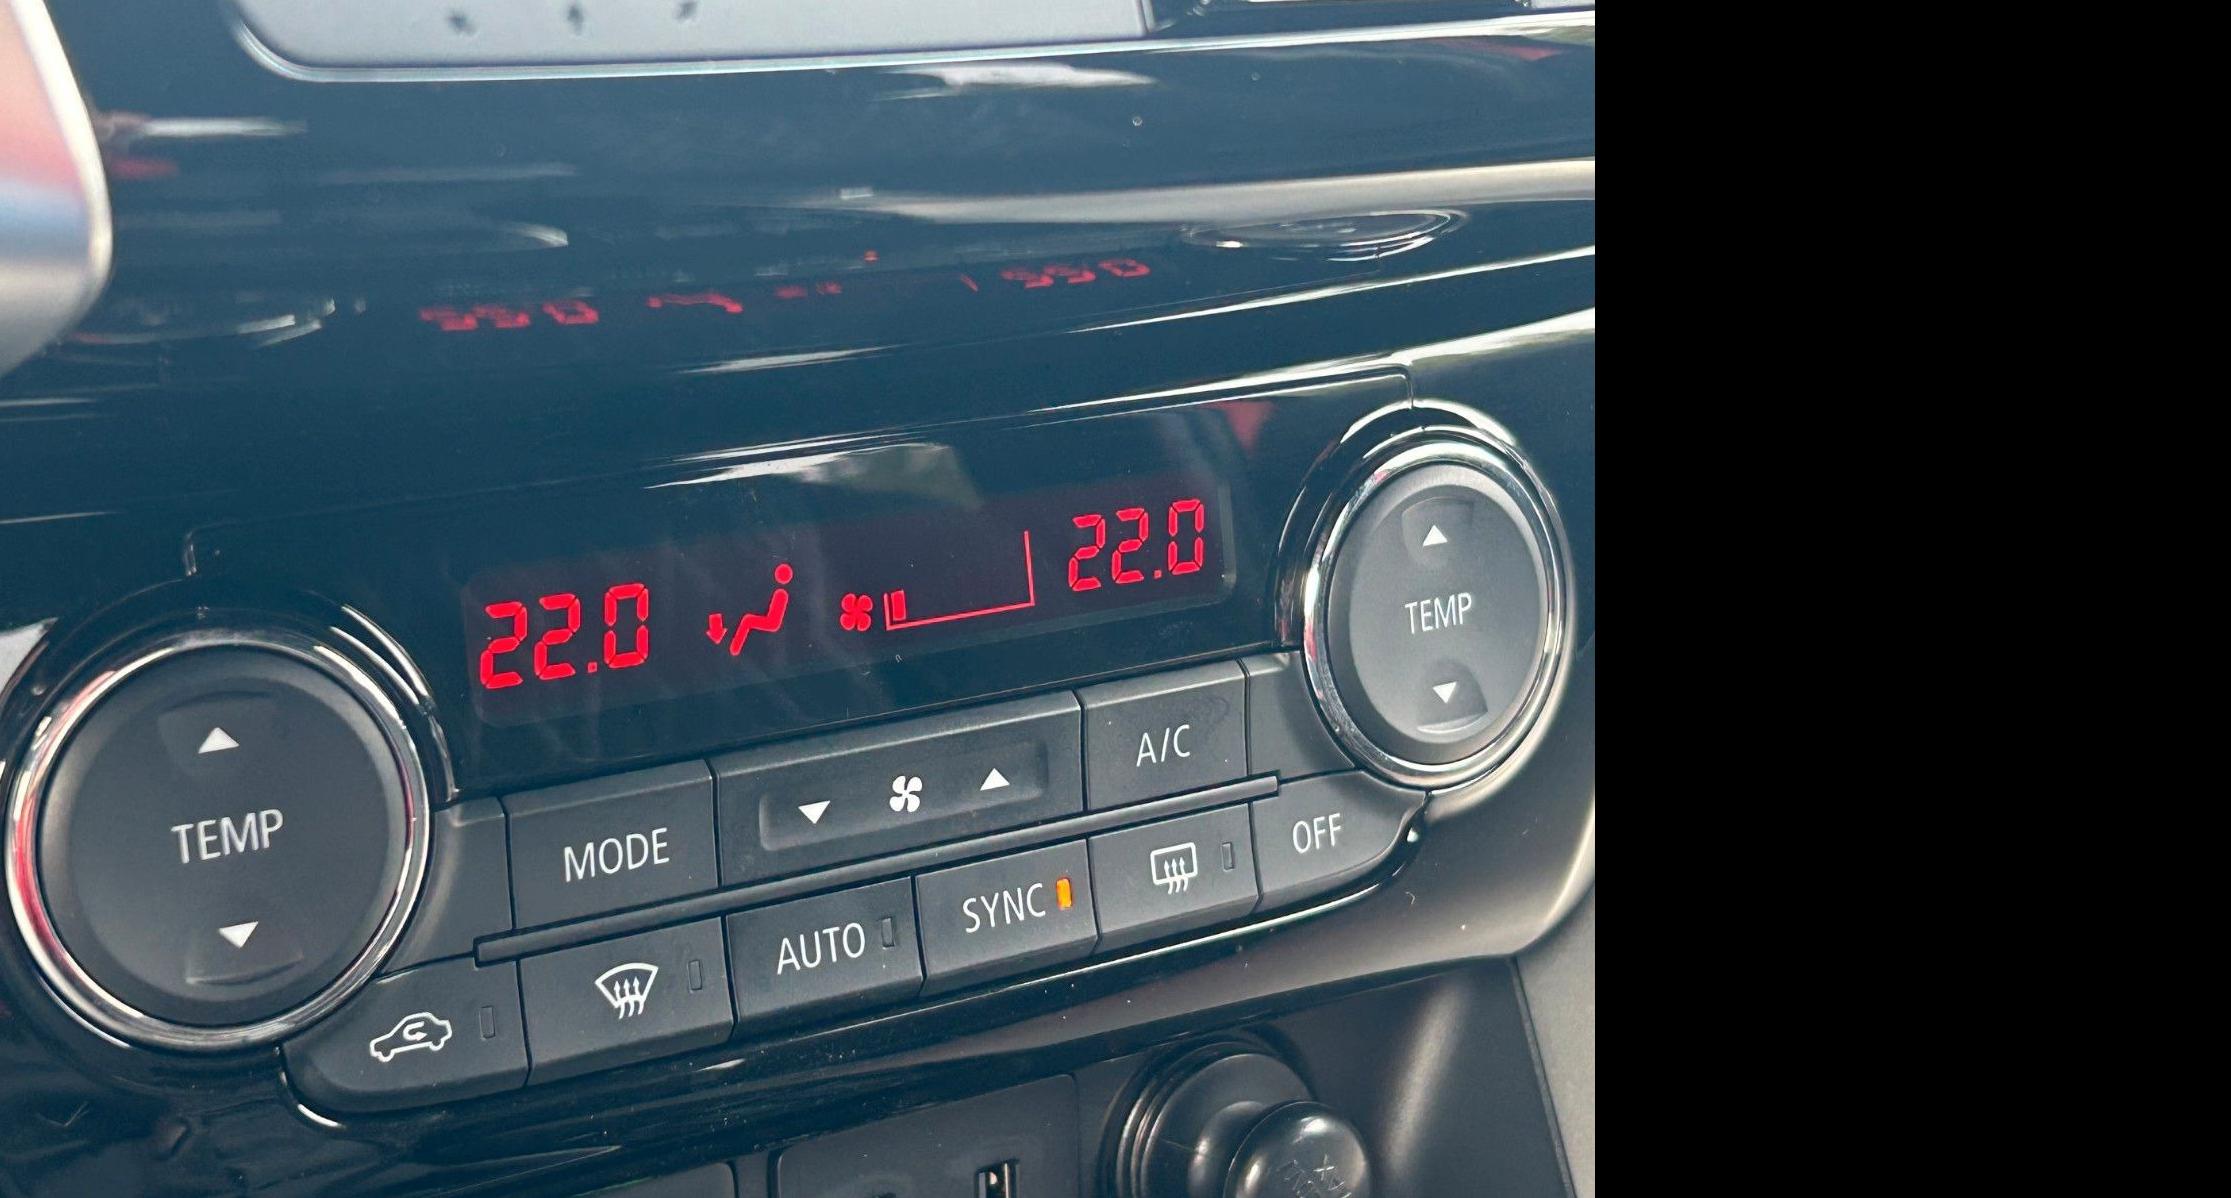 22.0 22.0
TEMP
TEMP
MODE
A/C
AUTO
SYNC
OFF